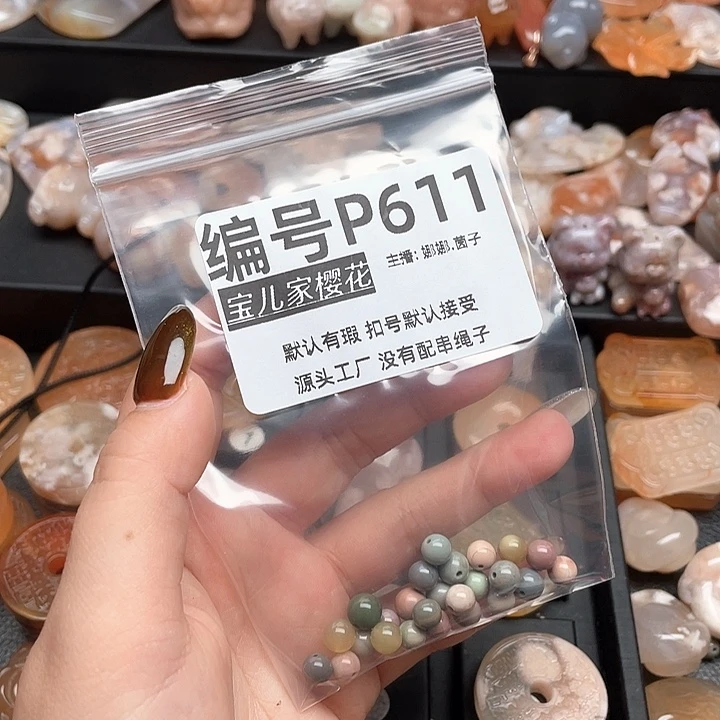 编号P611
宝儿家樱花
主播: 娜娜.茵子
默认有瑕 扣号默认接受
源头工厂 没有配串绳子